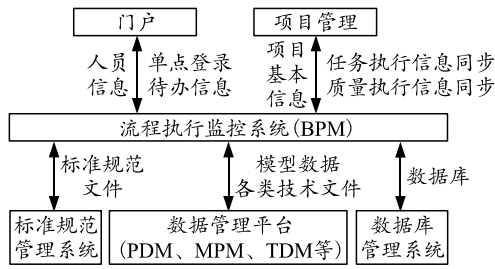 门户
项目管理
人员
信息
单点登录
待办信息
项目
基本
信息
任务执行信息同步
质量执行信息同步
流程执行监控系统(BPM)
标准规范
文件
模型数据
各类技术文件
数据库
标准规范
管理系统
数据管理平台
(PDM、MPM、TDM等)
数据库
管理系统